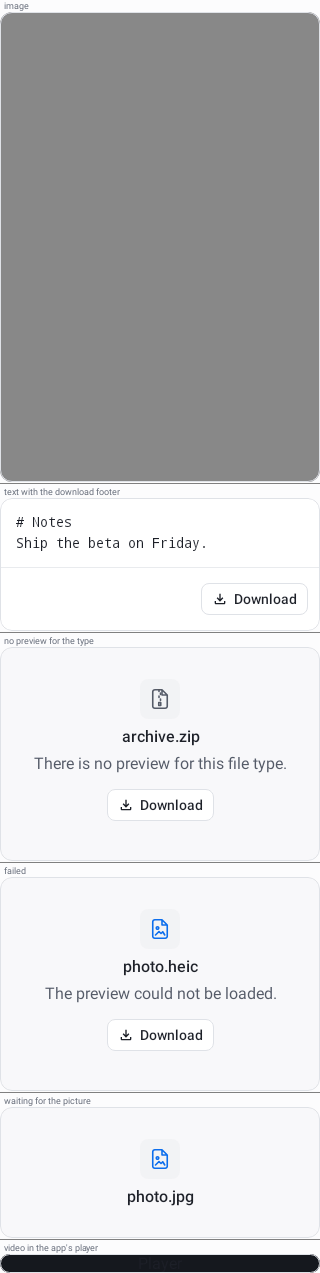 image
text with the download footer
# Notes
Ship the beta on Friday.
Download
no preview for the type
archive.zip
There is no preview for this file type.
Download
failed
photo.heic
The preview could not be loaded.
Download
waiting for the picture
photo.jpg
video in the app's player
Player